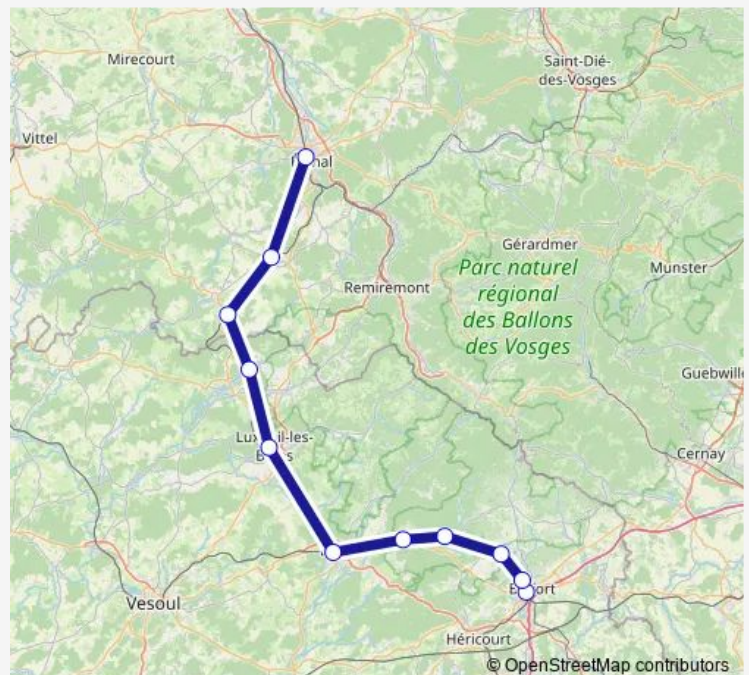 Mirecourt
Saint-Dié-
des-Vosges
Vittel
Gérardmer
Munster
Parc naturel
régional
des Ballons
des Vosges
Remiremont
Guebwille
Cernay
Vesoul
Héricourt
© OpenStreetMap contributors